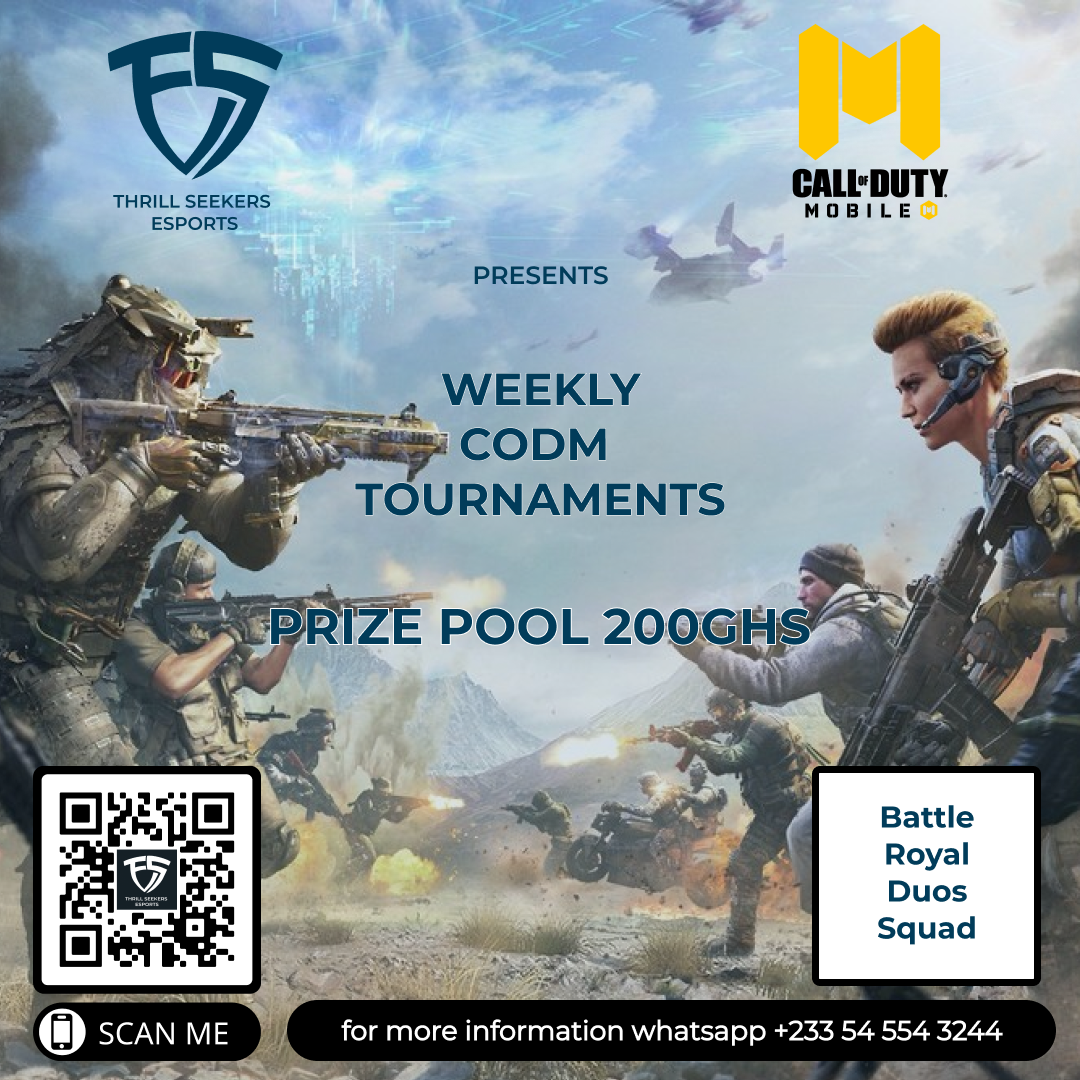 THRILL SEEKERS
ESPORTS
CALL OF DUTY
MOBILE
PRESENTS
WEEKLY
CODM
TOURNAMENTS
PRIZE POOL 200GHS
THRILL SEEKERS
ESPORTS
Battle
Royal
Duos
Squad
SCAN ME
for more information whatsapp +233 54 554 3244